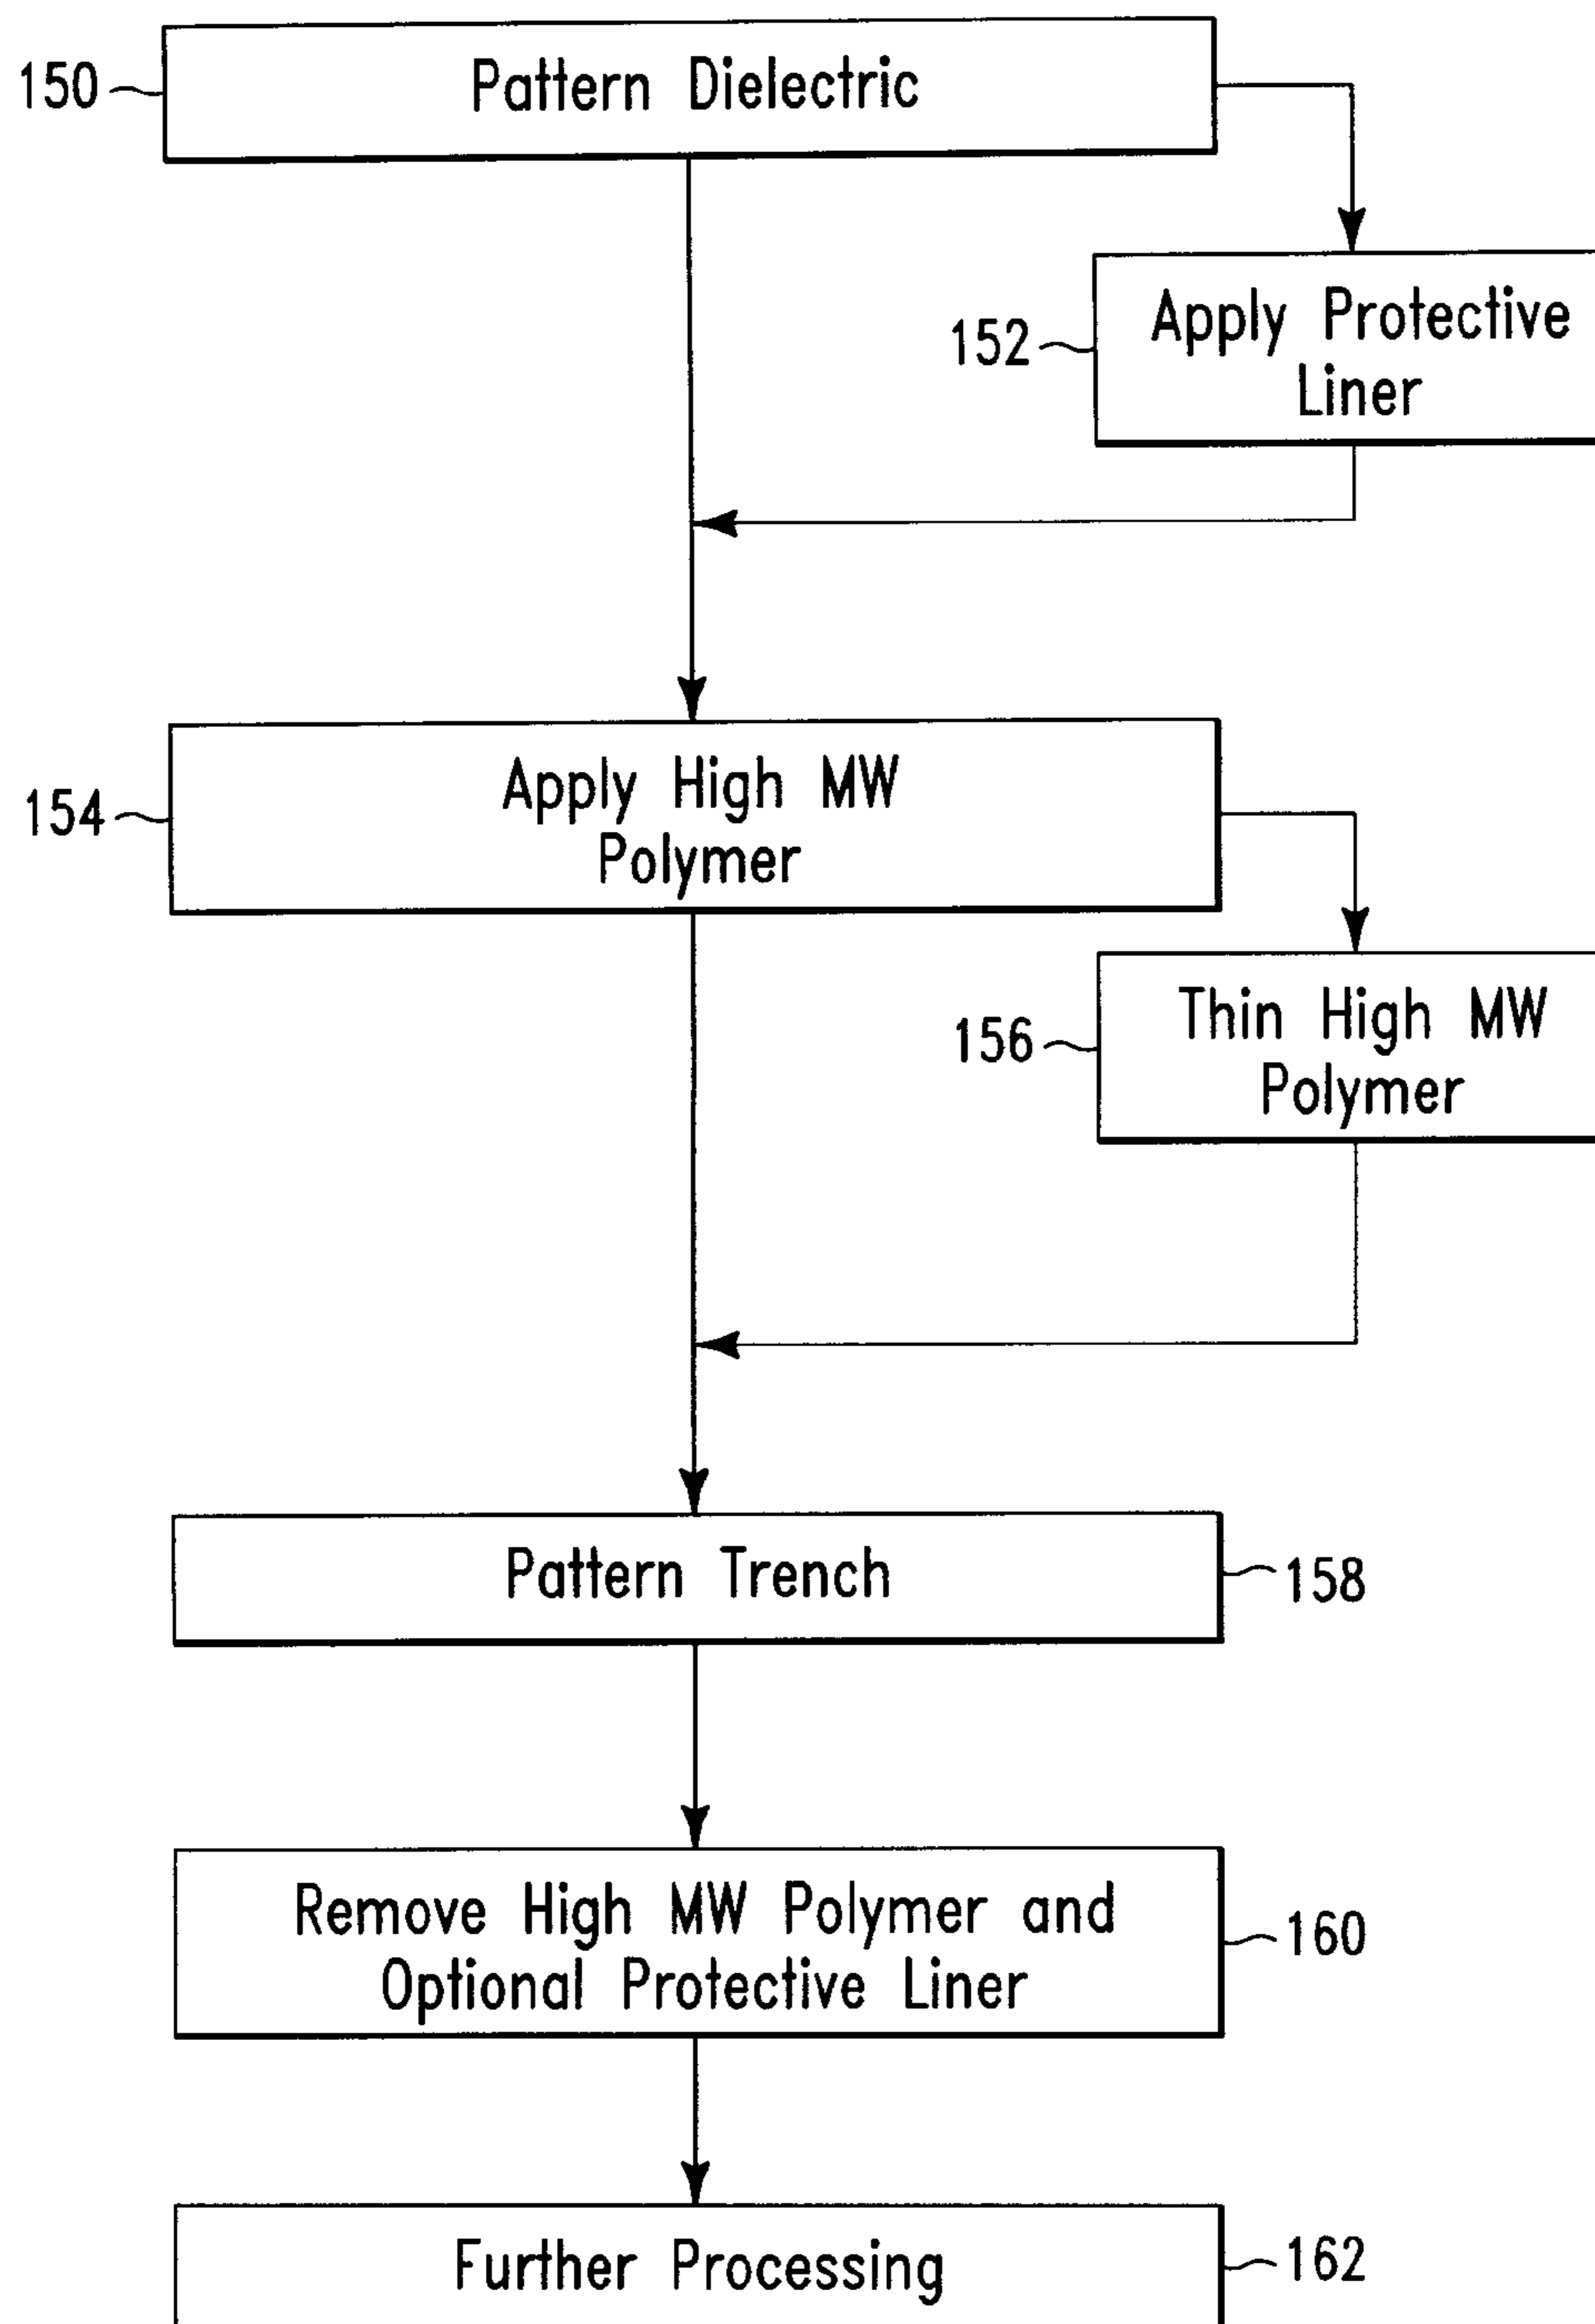 150
Pattern Dielectric
152
Apply Protective
Liner
154
Apply High MW
Polymer
156
Thin High MW
Polymer
Pattern Trench
158
Remove High MW Polymer and
Optional Protective Liner
160
Further Processing
162